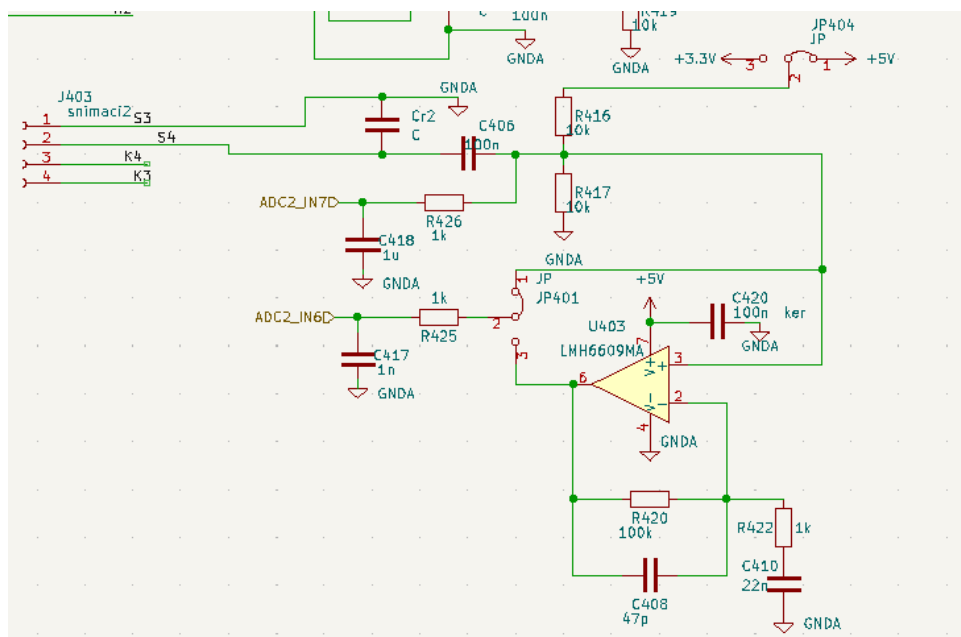 100n
10k
GNDA
GNDA
JP404
JP
+3.3V
3
2
1
+5V
J403
snimaci2
GNDA
1
S3
2
S4
3
K4
4
K3
Cr2
C
C406
100n
R416
10k
R417
10k
ADC2_IN7
R426
1k
C418
1u
GNDA
GNDA
1
JP
JP401
2
3
+5V
ADC2_IN6
1k
R425
C417
1n
GNDA
C420
100n ker
GNDA
U403
LMH6609MA
7
V+
+
3
6
V-
-
2
4
GNDA
R420
100k
C408
47p
R422
1k
C410
22n
GNDA